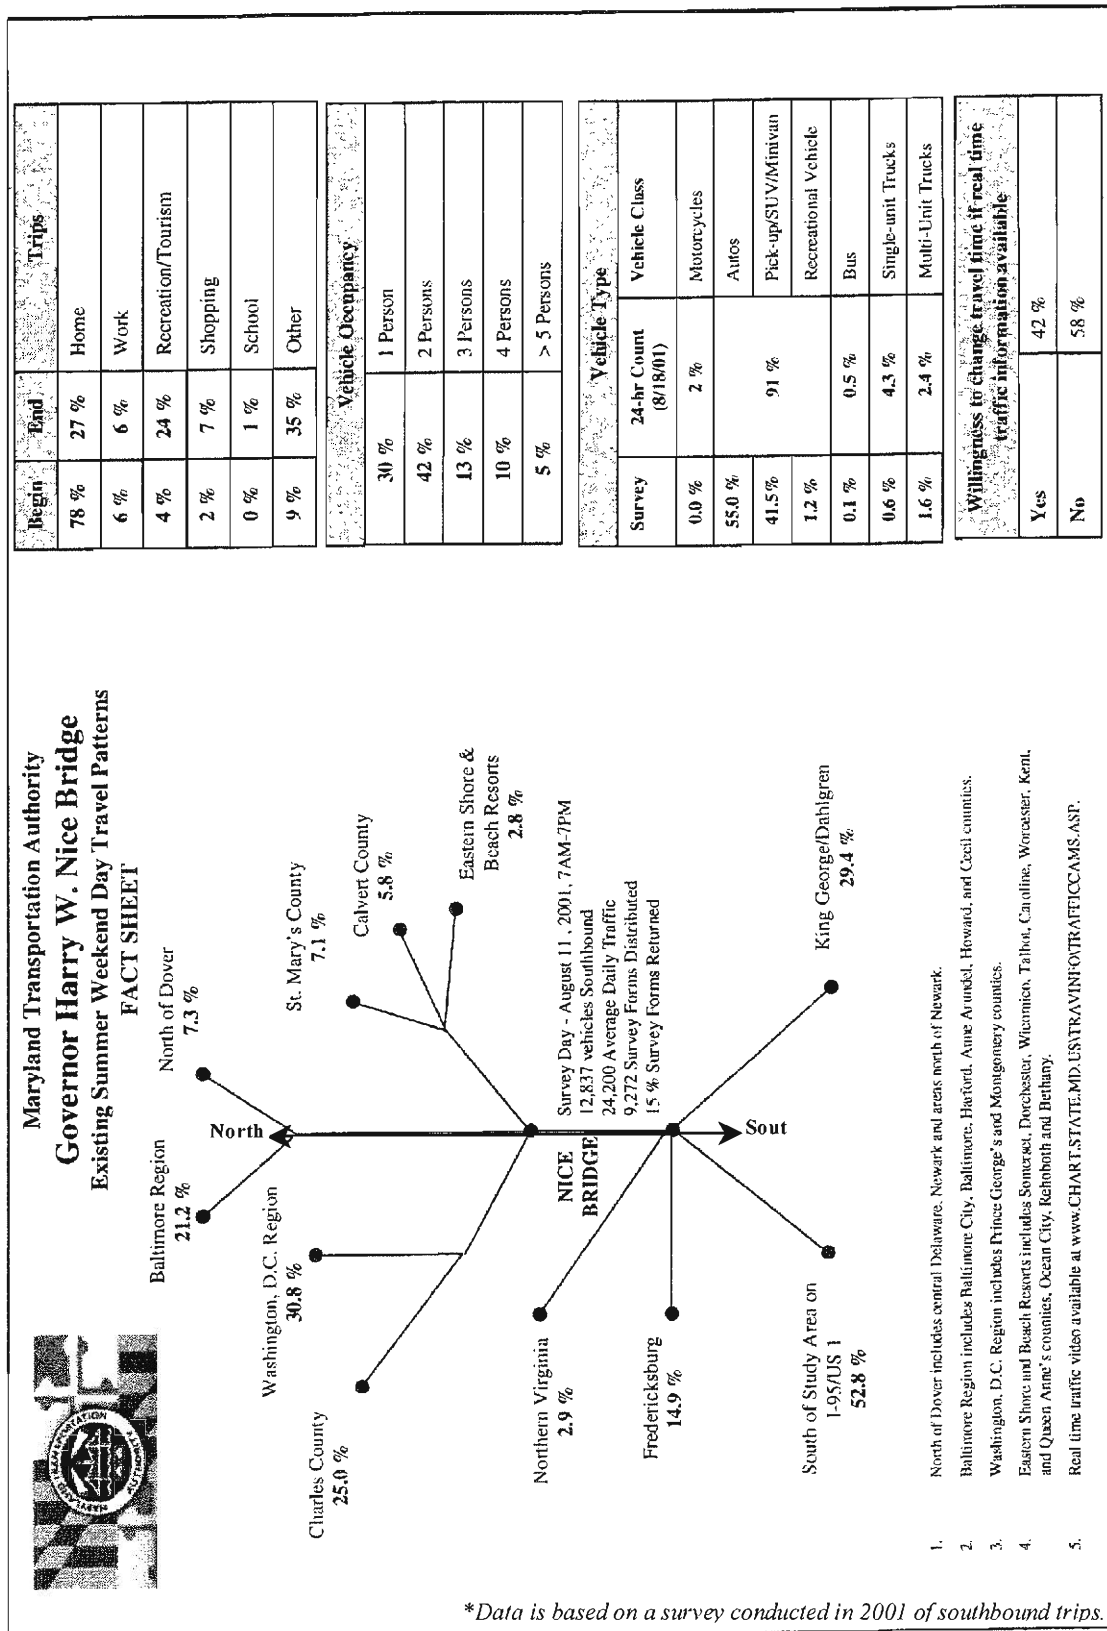 Maryland Transportation Authority
Governor Harry W. Nice Bridge
Existing Summer Weekend Day Travel Patterns
FACT SHEET
MARYLAND TRANSPORTATION AUTHORITY
Baltimore Region
21.2 %
North of Dover
7.3 %
Washington, D.C. Region
30.8 %
Charles County
25.0 %
St. Mary's County
7.1 %
Calvert County
5.8 %
Eastern Shore &
Beach Resorts
2.8 %
North
NICE
BRIDGE
Survey Day - August 11, 2001, 7AM-7PM
12,837 vehicles Southbound
24,200 Average Daily Traffic
9,272 Survey Forms Distributed
15 % Survey Forms Returned
Sout
Northern Virginia
2.9 %
Fredericksburg
14.9 %
South of Study Area on
I-95/US 1
52.8 %
King George/Dahlgren
29.4 %
1. North of Dover includes central Delaware, Newark and areas north of Newark.
2. Baltimore Region includes Baltimore City, Baltimore, Harford, Anne Arundel, Howard, and Cecil counties.
3. Washington, D.C. Region includes Prince George's and Montgomery counties.
4. Eastern Shore and Beach Resorts includes Somerset, Dorchester, Wicomico, Talbot, Caroline, Worcester, Kent,
and Queen Anne's counties, Ocean City, Rehoboth and Bethany.
5. Real time traffic video available at www.CHART.STATE.MD.US\TRAVINFO\TRAFFICCAMS.ASP.
Begin End Trips
78 % 27 % Home
6 % 6 % Work
4 % 24 % Recreation/Tourism
2 % 7 % Shopping
0 % 1 % School
9 % 35 % Other
Vehicle Occupancy
30 % 1 Person
42 % 2 Persons
13 % 3 Persons
10 % 4 Persons
5 % > 5 Persons
Vehicle Type
Survey 24-hr Count (8/18/01) Vehicle Class
0.0 % 2 % Motorcycles
55.0 % Autos
41.5% 91 % Pick-up/SUV/Minivan
1.2 % Recreational Vehicle
0.1 % 0.5 % Bus
0.6 % 4.3 % Single-unit Trucks
1.6 % 2.4 % Multi-Unit Trucks
Willingness to change travel time if real time
traffic information available
Yes 42 %
No 58 %
*Data is based on a survey conducted in 2001 of southbound trips.